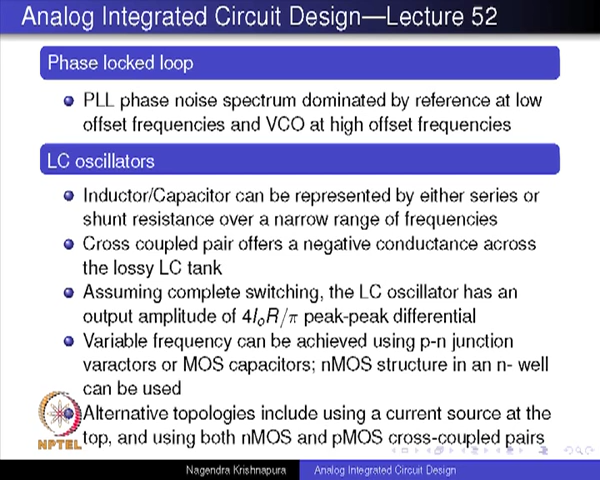 Analog Integrated Circuit Design—Lecture 52
Phase locked loop
PLL phase noise spectrum dominated by reference at low
offset frequencies and VCO at high offset frequencies
LC oscillators
Inductor/Capacitor can be represented by either series or
shunt resistance over a narrow range of frequencies
Cross coupled pair offers a negative conductance across
the lossy LC tank
Assuming complete switching, the LC oscillator has an
output amplitude of 4IₒR/π peak-peak differential
Variable frequency can be achieved using p-n junction
varactors or MOS capacitors; nMOS structure in an n- well
can be used
Alternative topologies include using a current source at the
top, and using both nMOS and pMOS cross-coupled pairs
NPTEL
Nagendra Krishnapura Analog Integrated Circuit Design